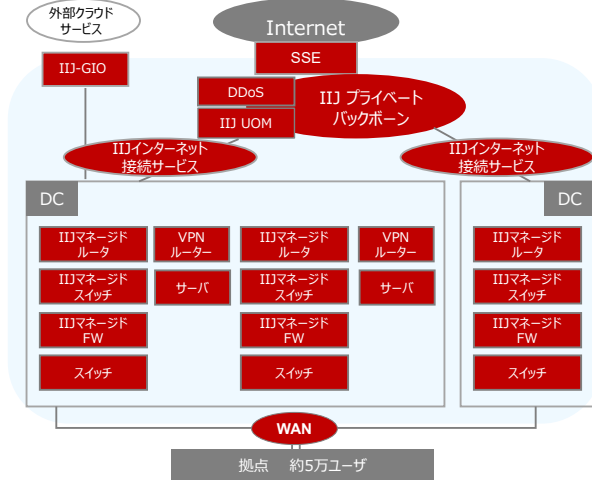 外部クラウド
サービス
Internet
SSE
IIJ-GIO
DDoS
IIJ UOM
IIJ プライベート
バックボーン
IIJインターネット
接続サービス
IIJインターネット
接続サービス
DC
DC
IIJマネージド
ルータ
VPN
ルーター
IIJマネージド
ルータ
VPN
ルーター
IIJマネージド
ルータ
IIJマネージド
スイッチ
サーバ
IIJマネージド
スイッチ
サーバ
IIJマネージド
スイッチ
IIJマネージド
FW
IIJマネージド
FW
IIJマネージド
FW
スイッチ
スイッチ
スイッチ
WAN
拠点 約5万ユーザ